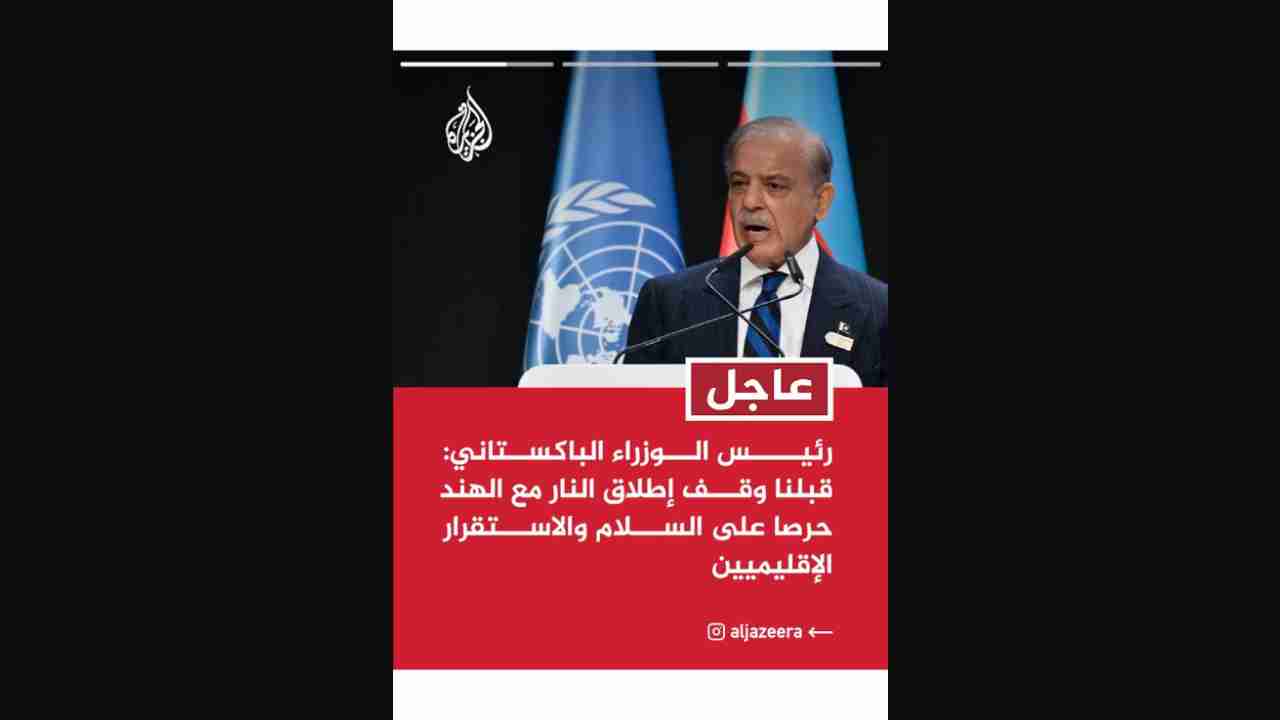 الجزيرة
عاجل
رئيس الوزراء الباكستاني:
قبلنا وقف إطلاق النار مع الهند
حرصا على السلام والاستقرار
الإقليميين
aljazeera